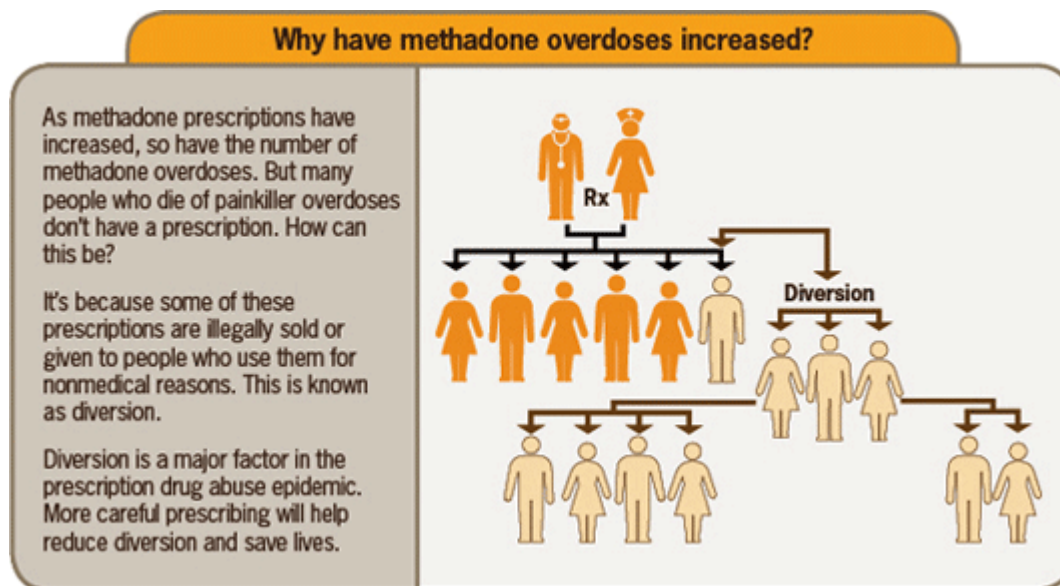 Why have methadone overdoses increased?
As methadone prescriptions have
increased, so have the number of
methadone overdoses. But many
people who die of painkiller overdoses
don't have a prescription. How can
this be?
It's because some of these
prescriptions are illegally sold or
given to people who use them for
nonmedical reasons. This is known
as diversion.
Diversion is a major factor in the
prescription drug abuse epidemic.
More careful prescribing will help
reduce diversion and save lives.
Rx
Diversion